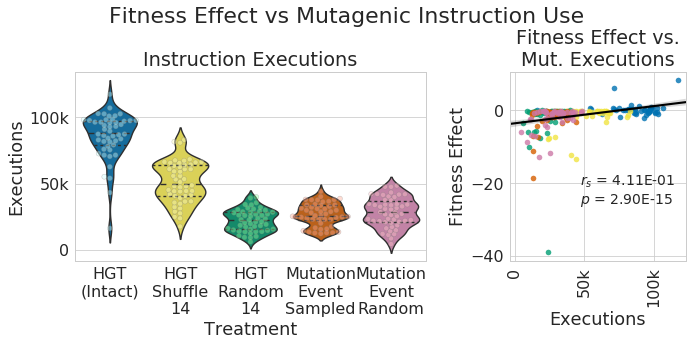 Fitness Effect vs Mutagenic Instruction Use
Instruction Executions
Executions
100k
50k
0
HGT
(Intact)
HGT
Shuffle
14
HGT
Random
14
Mutation
Event
Sampled
Mutation
Event
Random
Treatment
Fitness Effect vs.
Mut. Executions
Fitness Effect
0
−20
−40
r_s = 4.11E-01
p = 2.90E-15
0
50k
100k
Executions